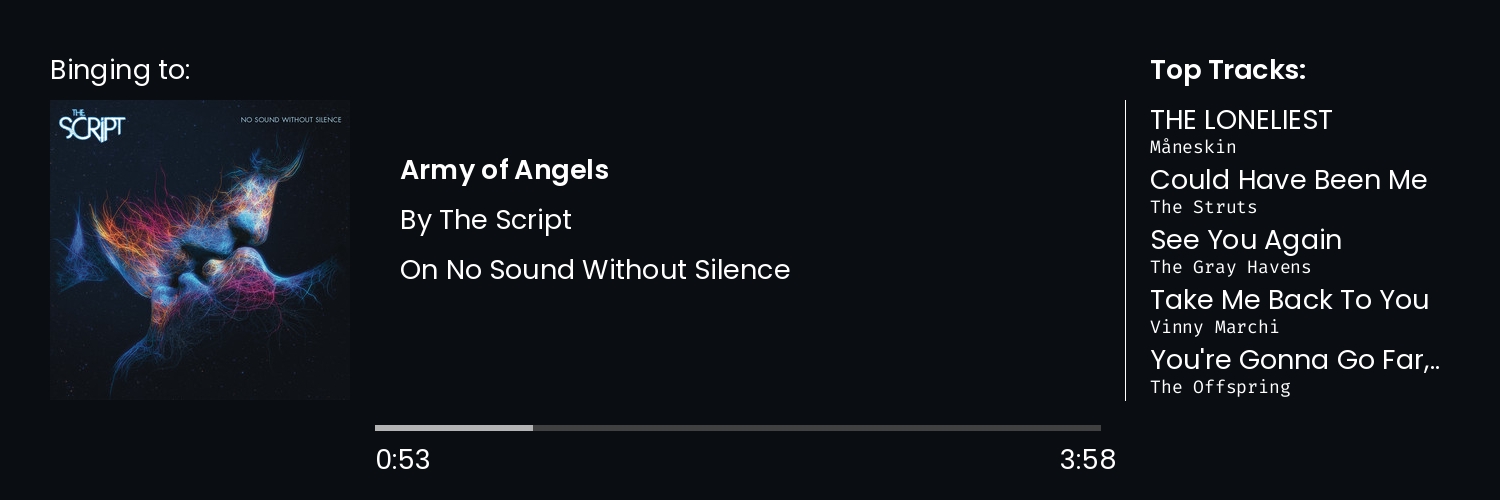 Binging to:
THE
SCRIPT
NO SOUND WITHOUT SILENCE
Army of Angels
By The Script
On No Sound Without Silence
0:53
3:58
Top Tracks:
THE LONELIEST
Måneskin
Could Have Been Me
The Struts
See You Again
The Gray Havens
Take Me Back To You
Vinny Marchi
You're Gonna Go Far,..
The Offspring